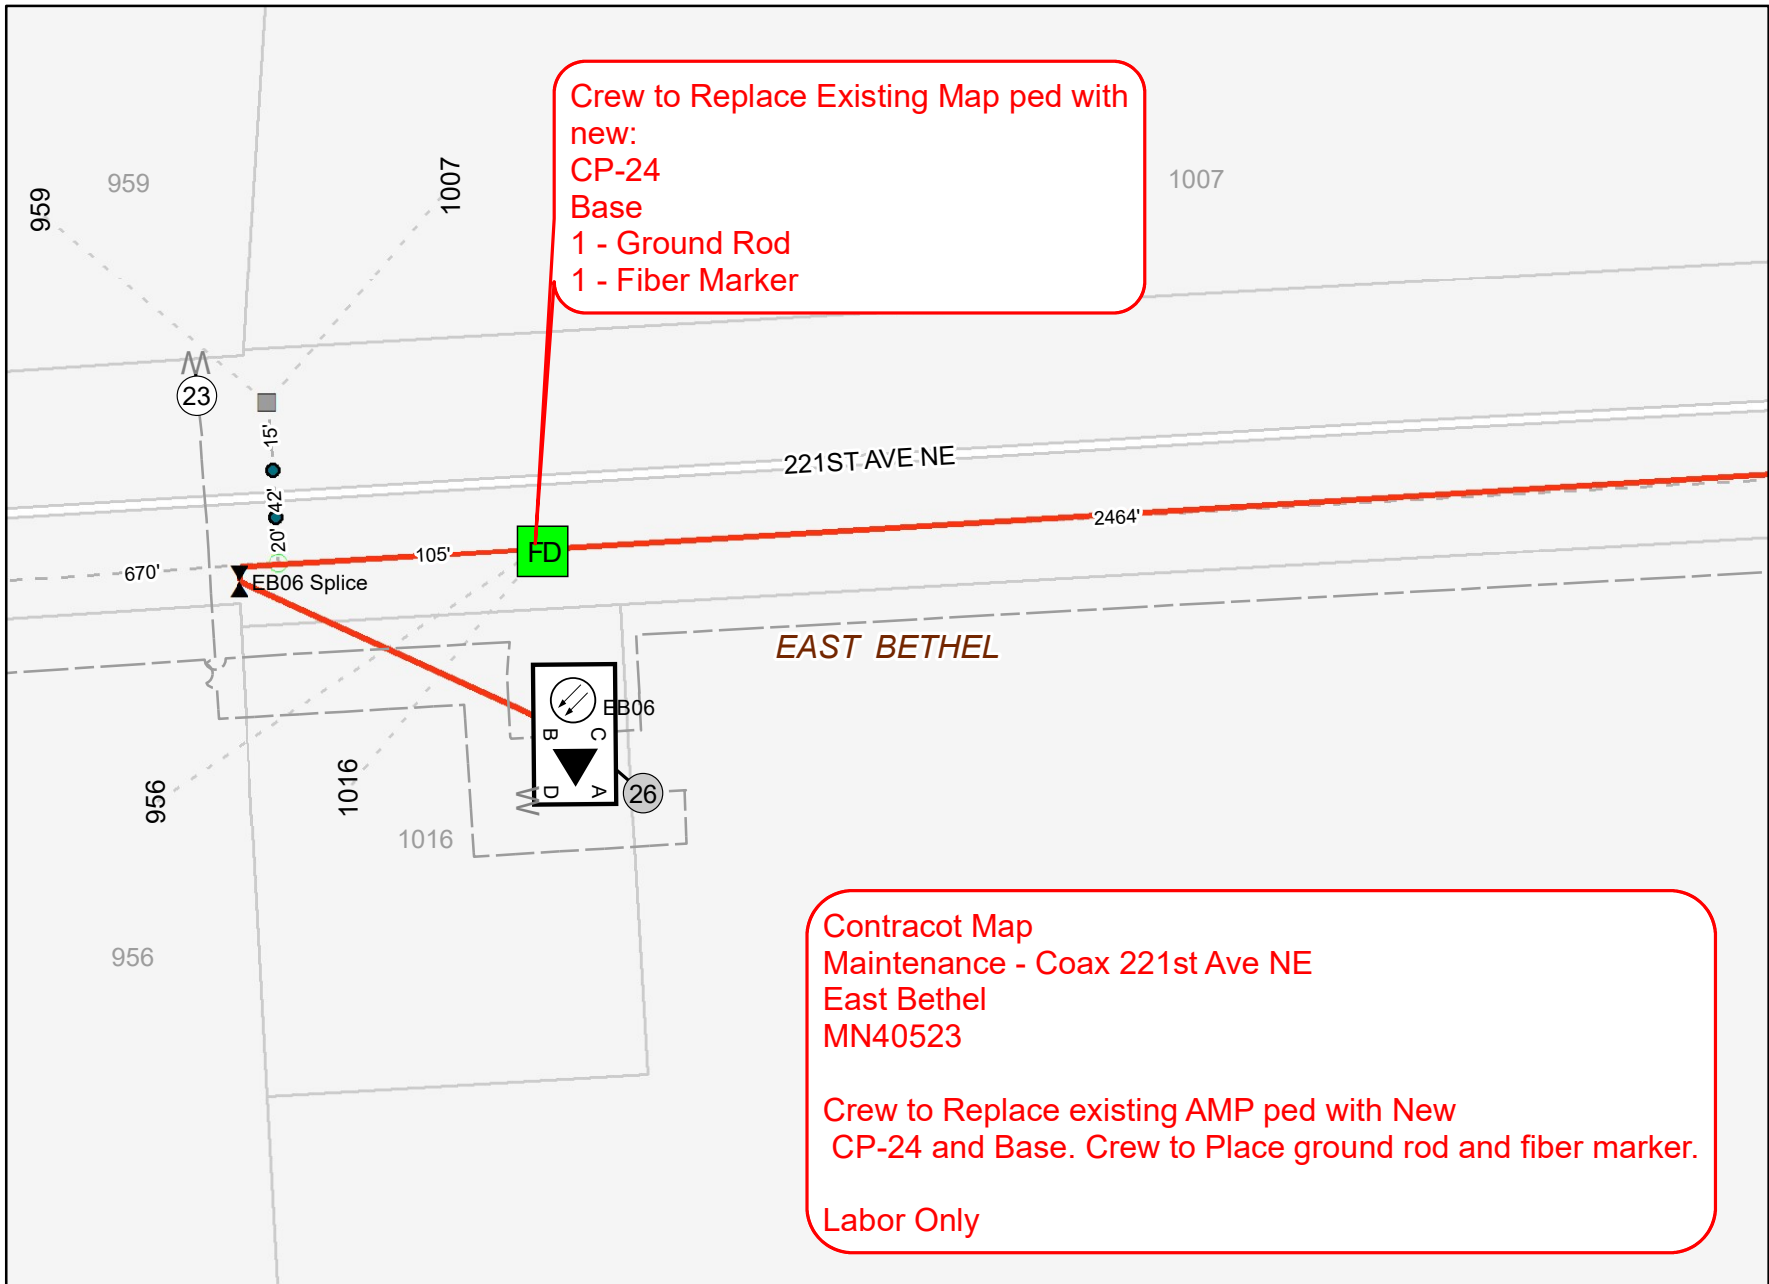 Crew to Replace Existing Map ped with
new:
CP-24
Base
1 - Ground Rod
1 - Fiber Marker
959
959
1007
1007
23
15'
42'
20'
221ST AVE NE
2464'
105'
FD
670'
EB06 Splice
EAST BETHEL
EB06
B
C
D
A
26
956
1016
1016
956
Contracot Map
Maintenance - Coax 221st Ave NE
East Bethel
MN40523
Crew to Replace existing AMP ped with New
CP-24 and Base. Crew to Place ground rod and fiber marker.
Labor Only